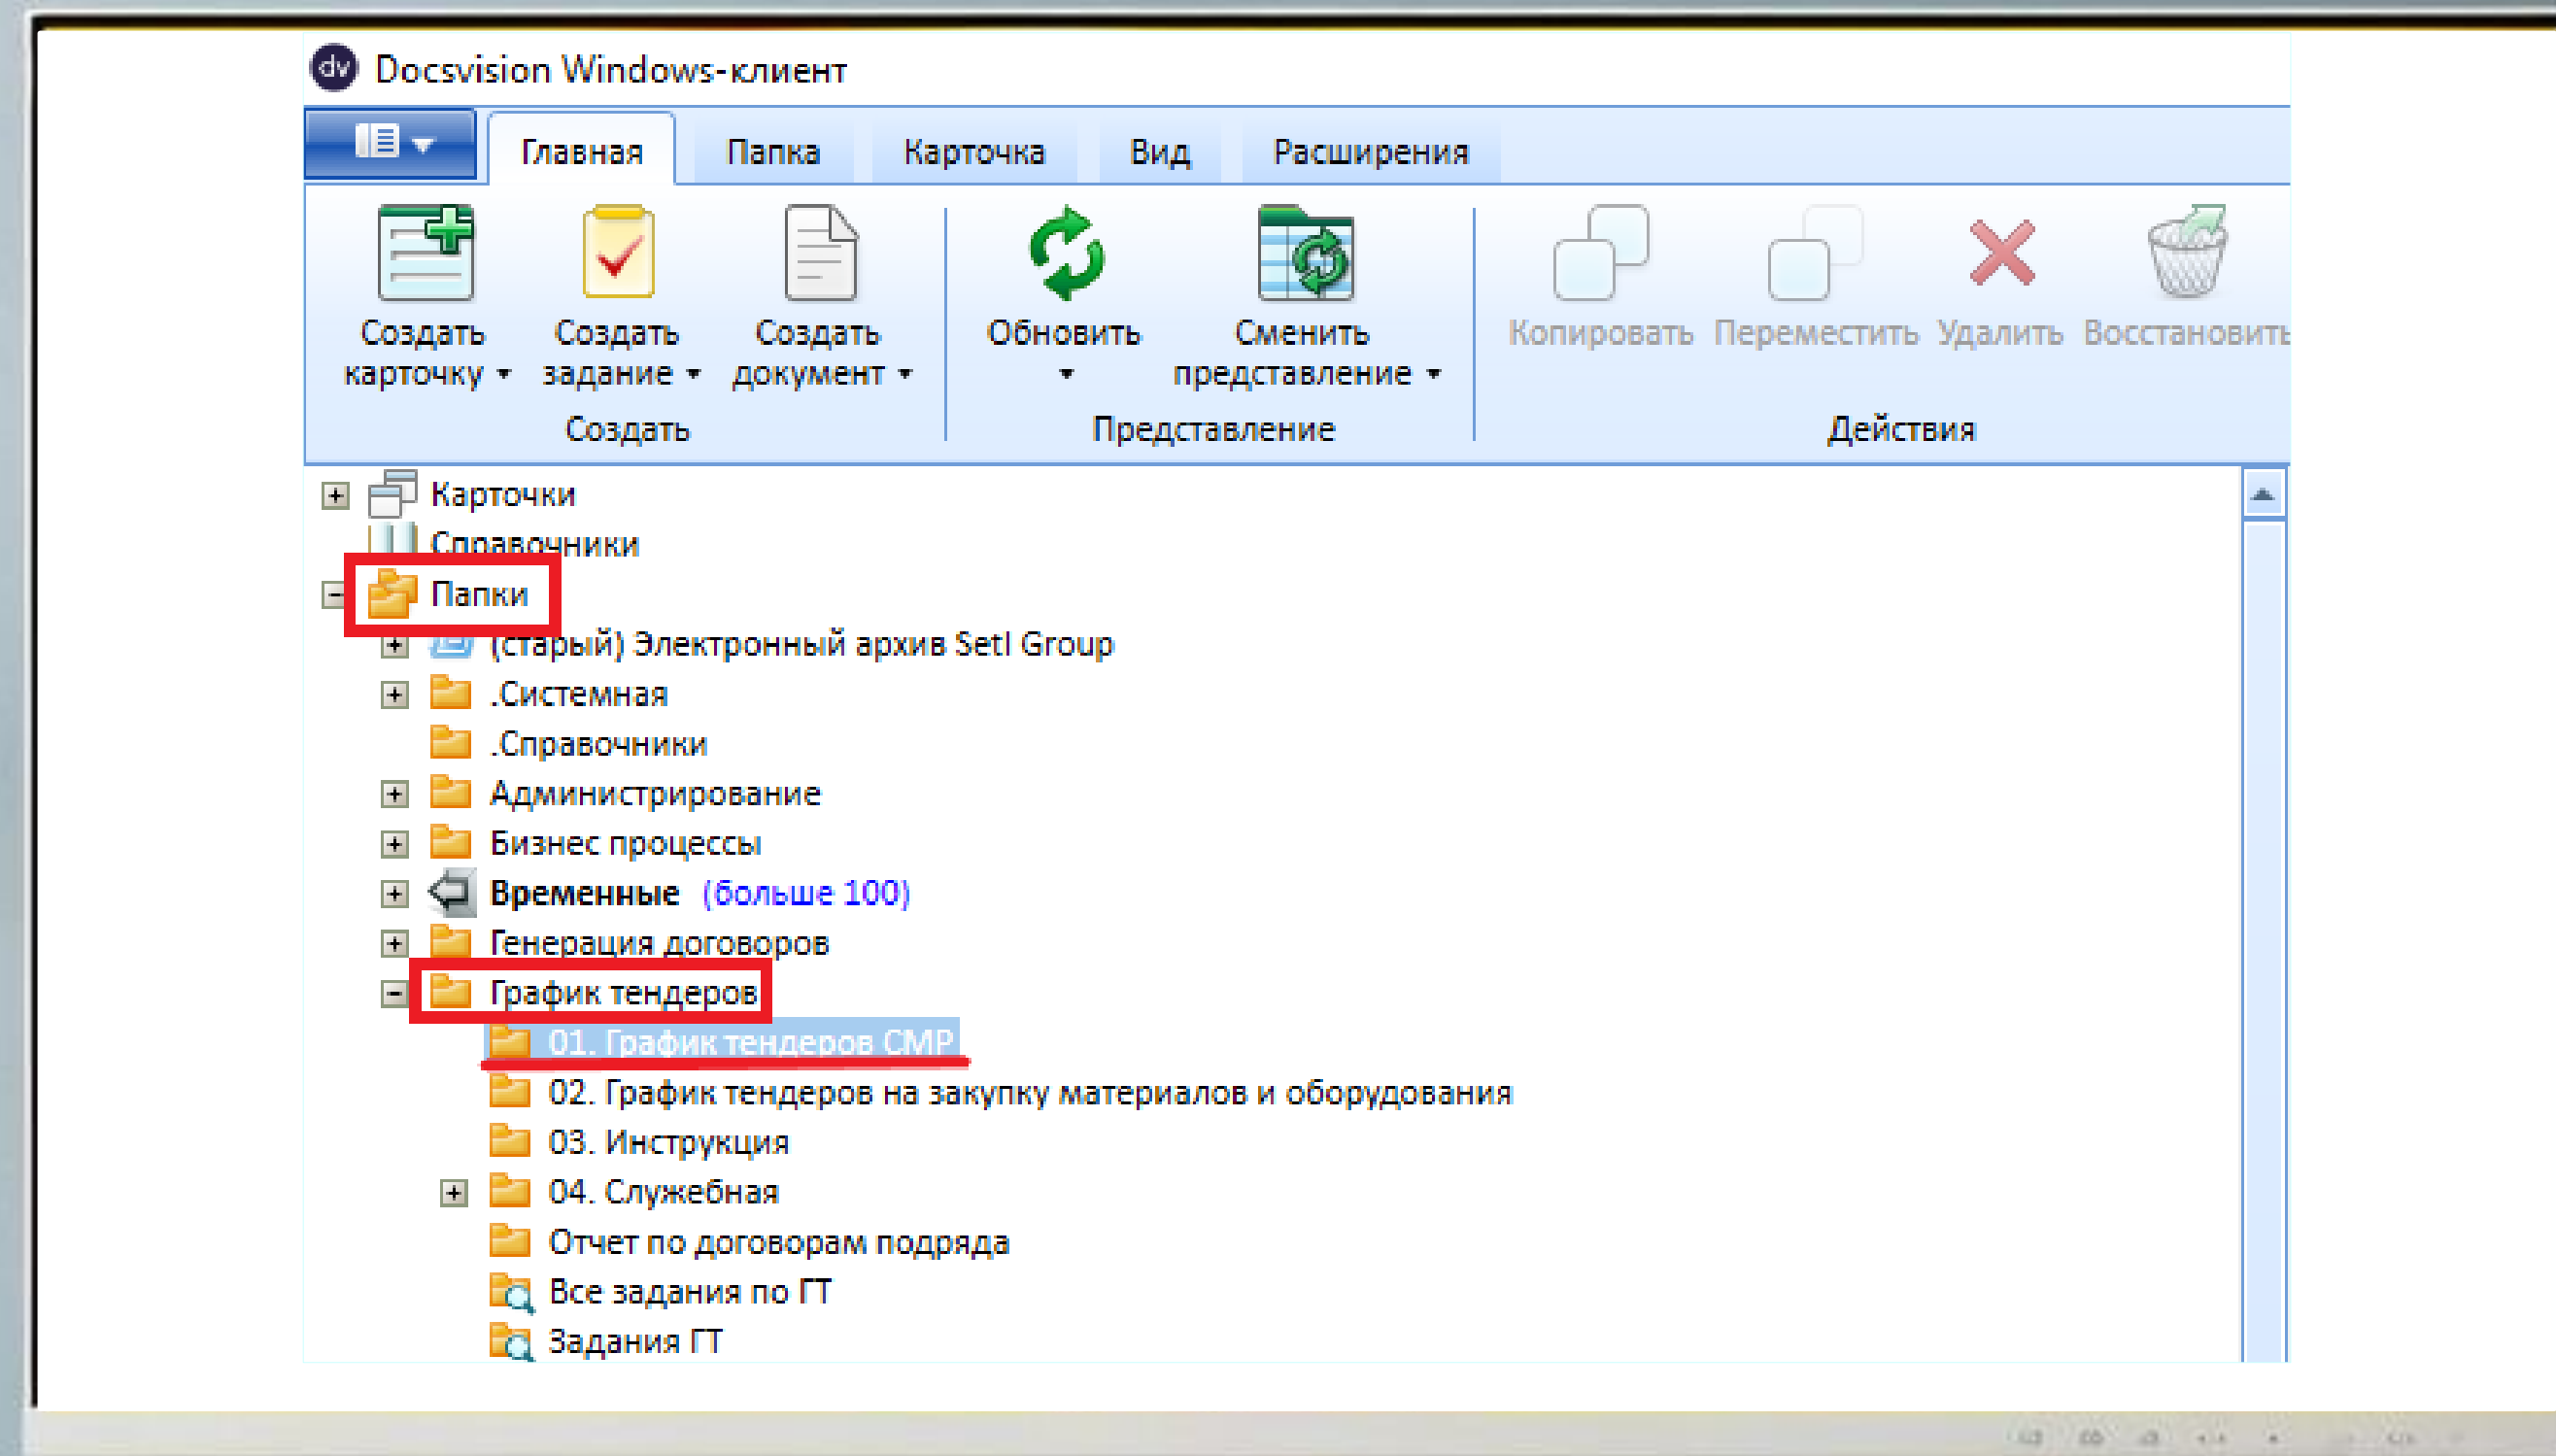 dv Docsvision Windows-клиент
Главная Папка Карточка Вид Расширения
Создать карточку Создать задание Создать документ Обновить Сменить представление Копировать Переместить Удалить Восстановить
Создать Представление Действия
Карточки
Справочники
Папки
(старый) Электронный архив Setl Group
.Системная
.Справочники
Администрирование
Бизнес процессы
Временные (больше 100)
Генерация договоров
График тендеров
01. График тендеров СМР
02. График тендеров на закупку материалов и оборудования
03. Инструкция
04. Служебная
Отчет по договорам подряда
Все задания по ГТ
Задания ГТ